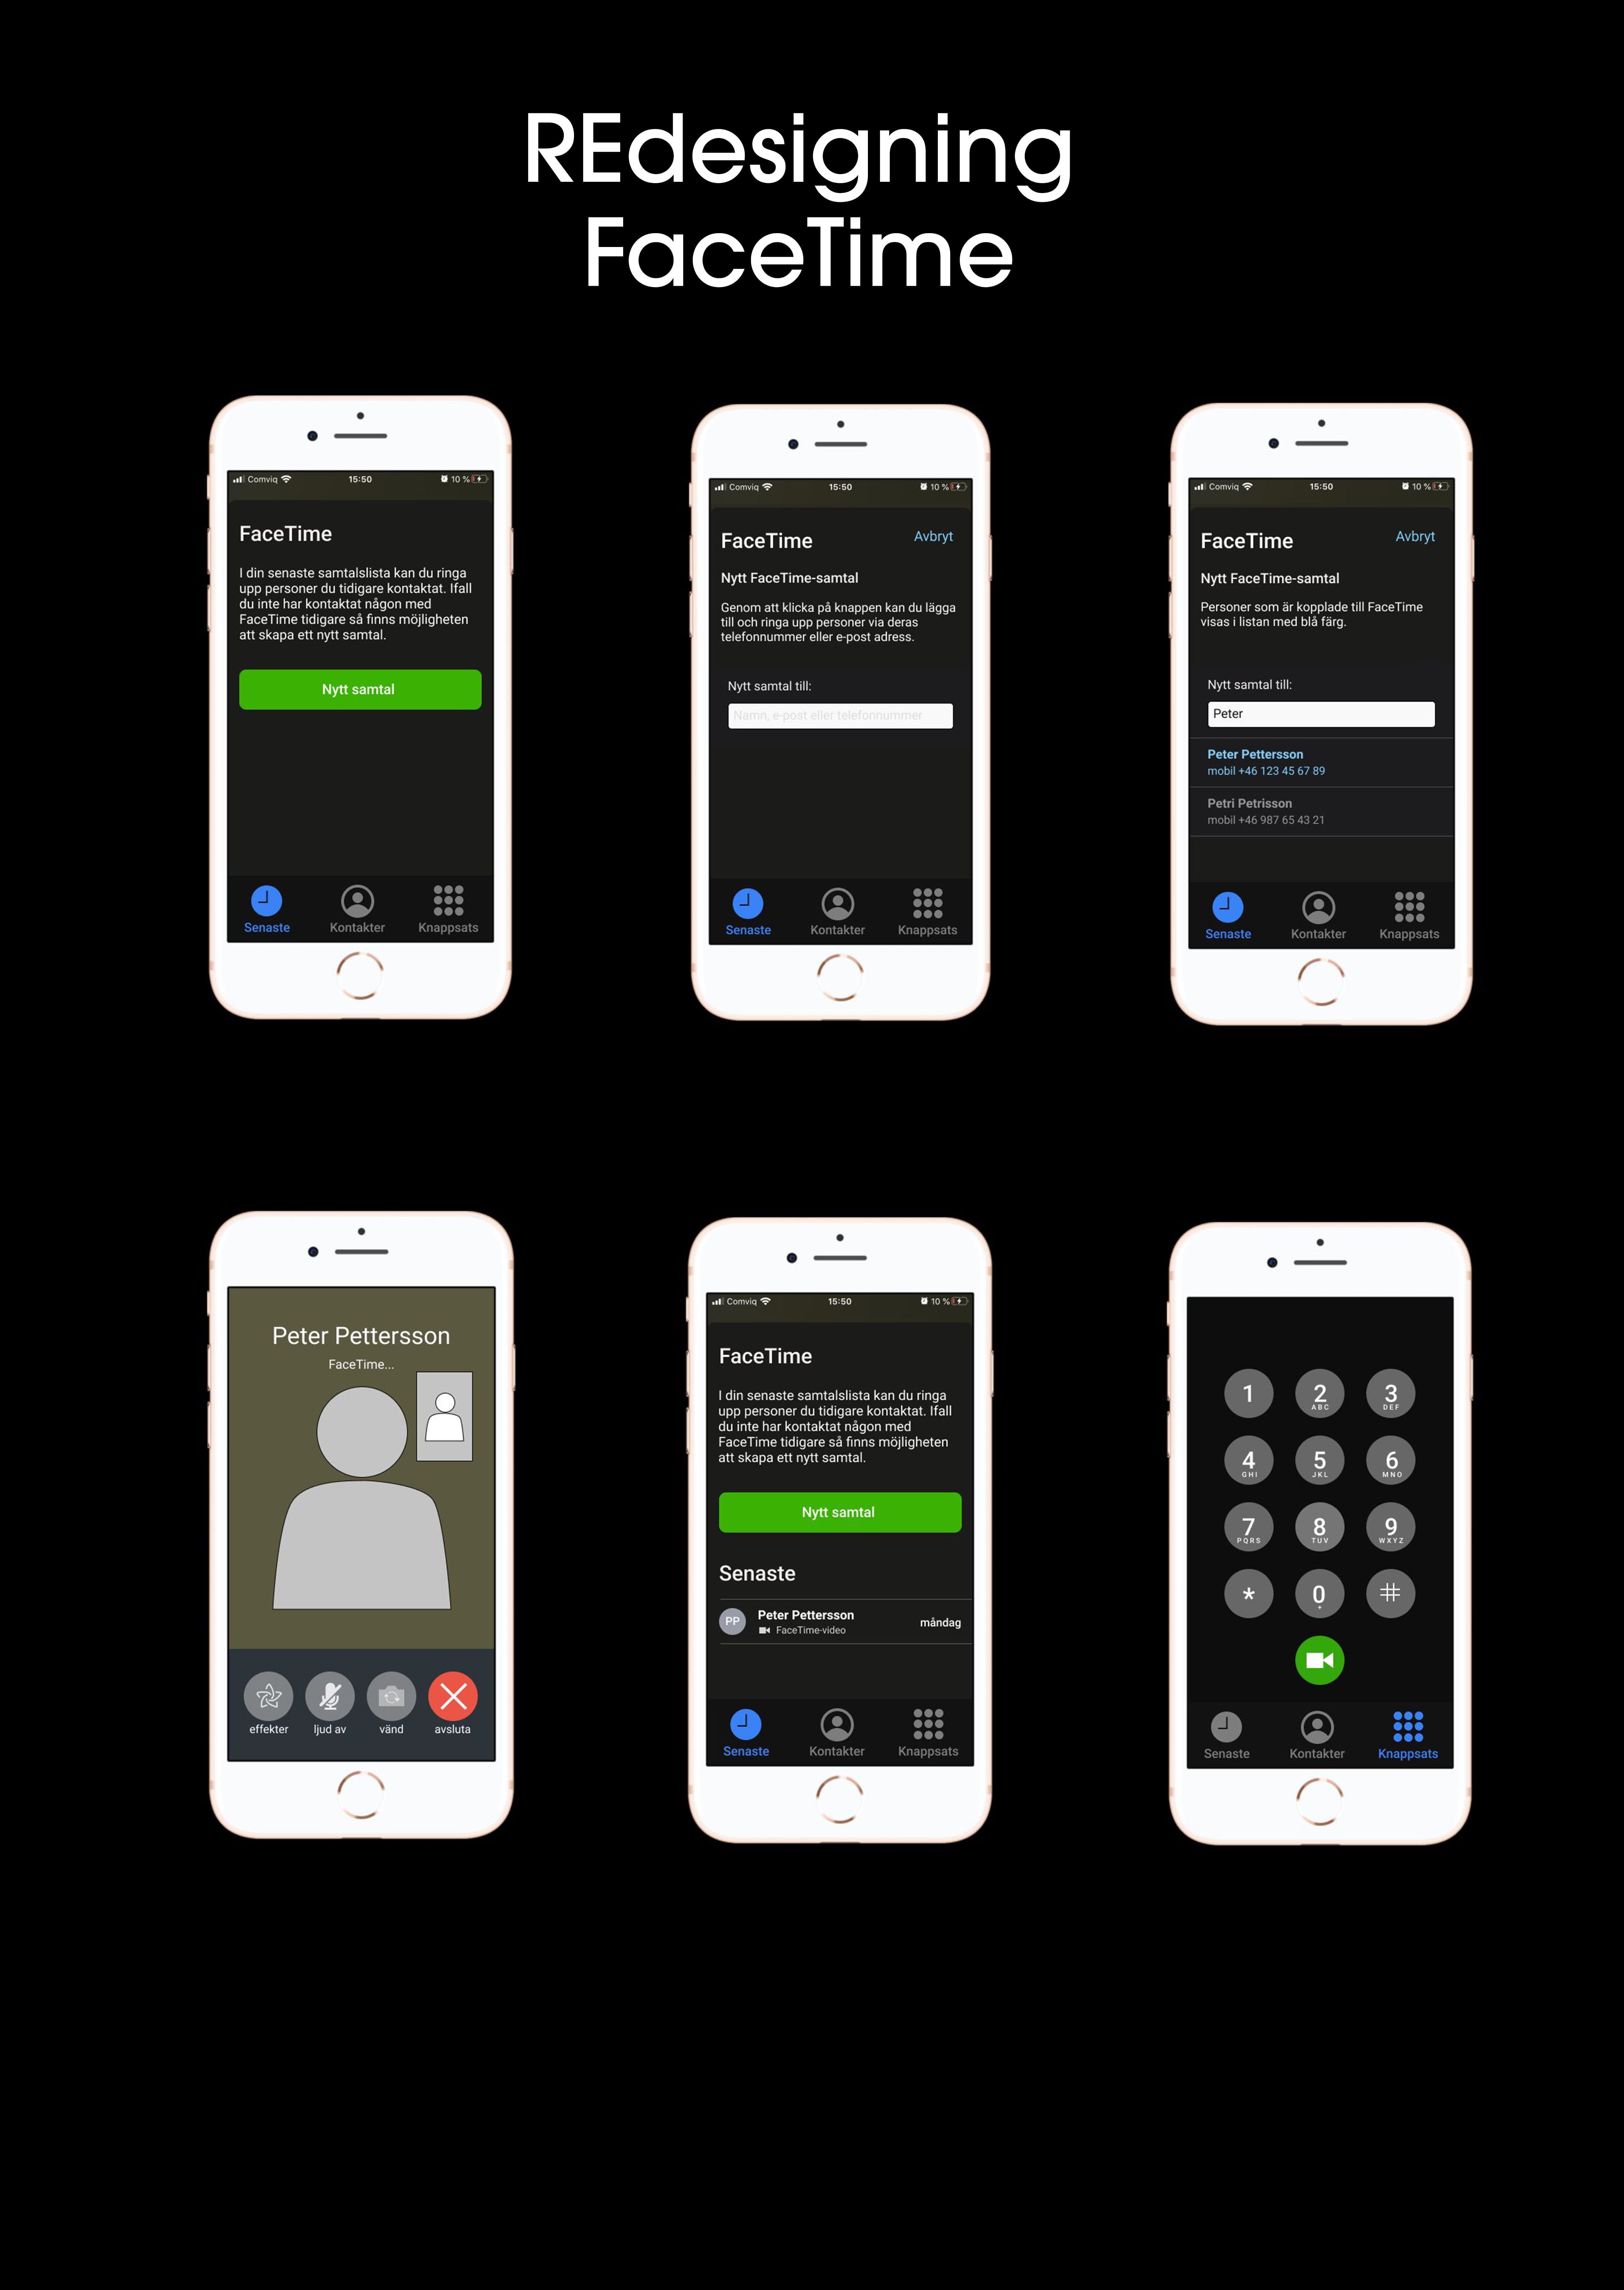 REdesigning
FaceTime
Comviq 15:50 10 %
FaceTime
I din senaste samtalslista kan du ringa
upp personer du tidigare kontaktat. Ifall
du inte har kontaktat någon med
FaceTime tidigare så finns möjligheten
att skapa ett nytt samtal.
Nytt samtal
Senaste Kontakter Knappsats
Comviq 15:50 10 %
FaceTime Avbryt
Nytt FaceTime-samtal
Genom att klicka på knappen kan du lägga
till och ringa upp personer via deras
telefonnummer eller e-post adress.
Nytt samtal till:
Namn, e-post eller telefonnummer
Senaste Kontakter Knappsats
Comviq 15:50 10 %
FaceTime Avbryt
Nytt FaceTime-samtal
Personer som är kopplade till FaceTime
visas i listan med blå färg.
Nytt samtal till:
Peter
Peter Pettersson
mobil +46 123 45 67 89
Petri Petrisson
mobil +46 987 65 43 21
Senaste Kontakter Knappsats
Peter Pettersson
FaceTime...
effekter ljud av vänd avsluta
Comviq 15:50 10 %
FaceTime
I din senaste samtalslista kan du ringa
upp personer du tidigare kontaktat. Ifall
du inte har kontaktat någon med
FaceTime tidigare så finns möjligheten
att skapa ett nytt samtal.
Nytt samtal
Senaste
PP Peter Pettersson måndag
FaceTime-video
Senaste Kontakter Knappsats
1 2 3
ABC DEF
4 5 6
GHI JKL MNO
7 8 9
PQRS TUV WXYZ
* 0 #
+
Senaste Kontakter Knappsats